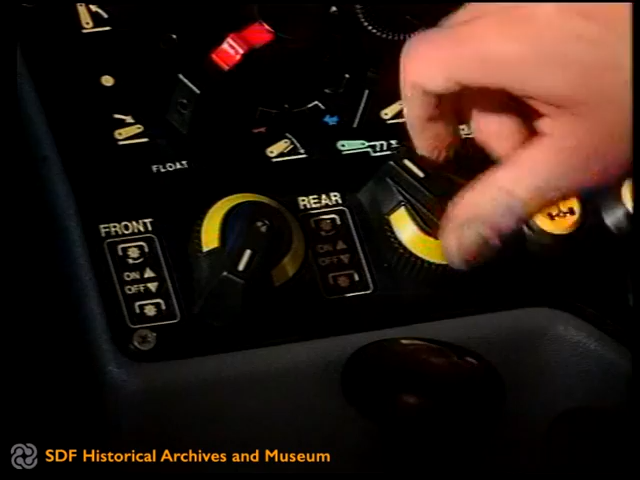 FLOAT
FRONT
ON
OFF
REAR
ON
OFF
SDF Historical Archives and Museum